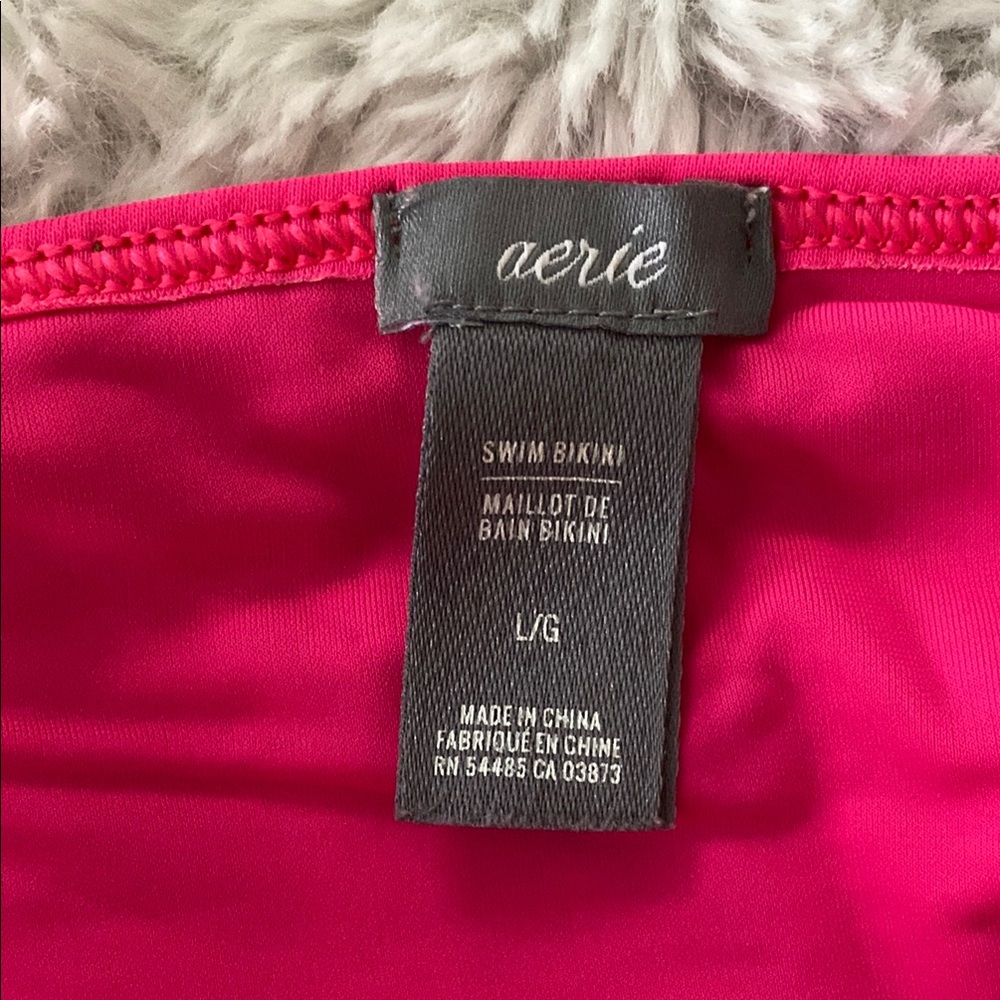 aerie
SWIM BIKINI
MAILLOT DE
BAIN BIKINI
L/G
MADE IN CHINA
FABRIQUÉ EN CHINE
RN 54485 CA 03873